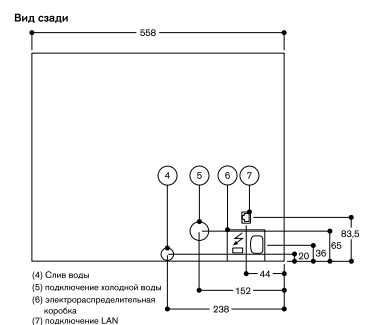 Вид сзади
558
4 5 6 7
83,5
65
36
20
44
152
238
(4) Слив воды
(5) подключение холодной воды
(6) электрораспределительная
коробка
(7) подключение LAN